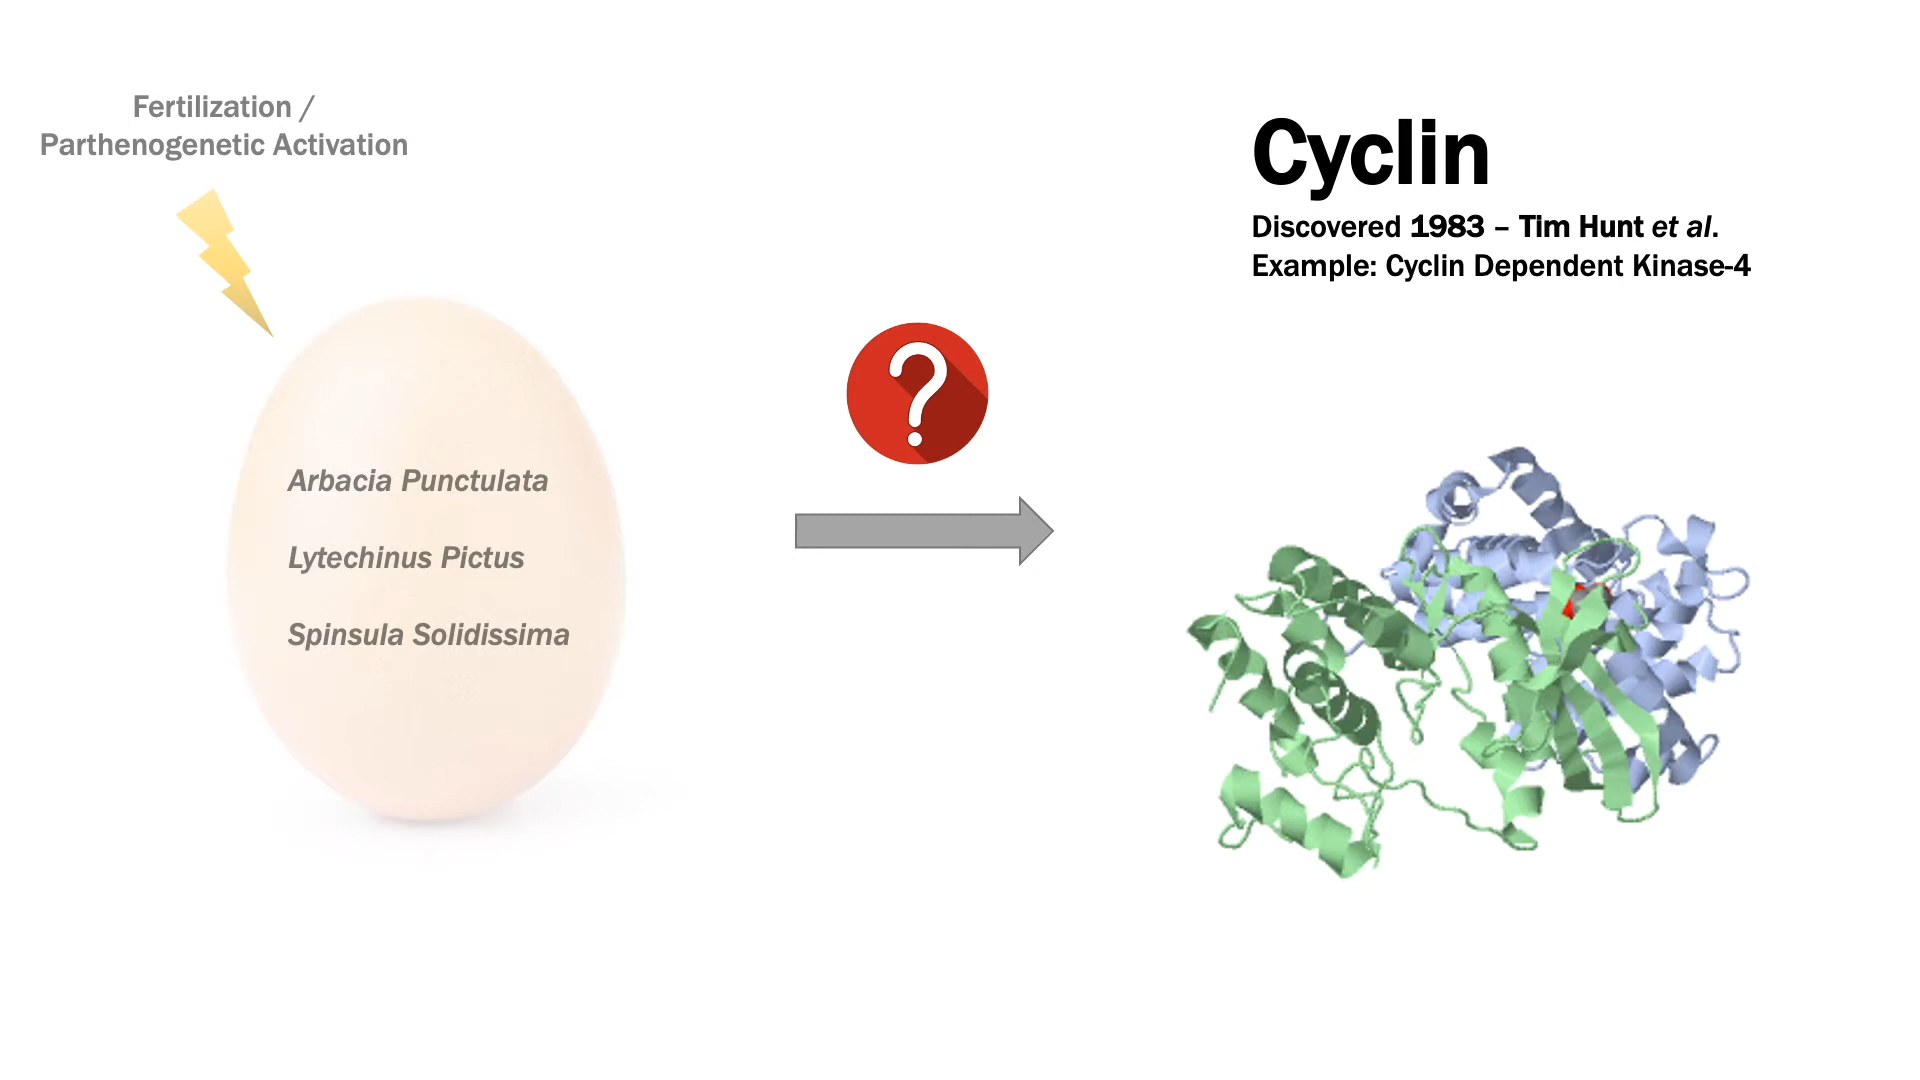 Fertilization /
Parthenogenetic Activation
Arbacia Punctulata
Lytechinus Pictus
Spinsula Solidissima
?
Cyclin
Discovered 1983 – Tim Hunt et al.
Example: Cyclin Dependent Kinase-4